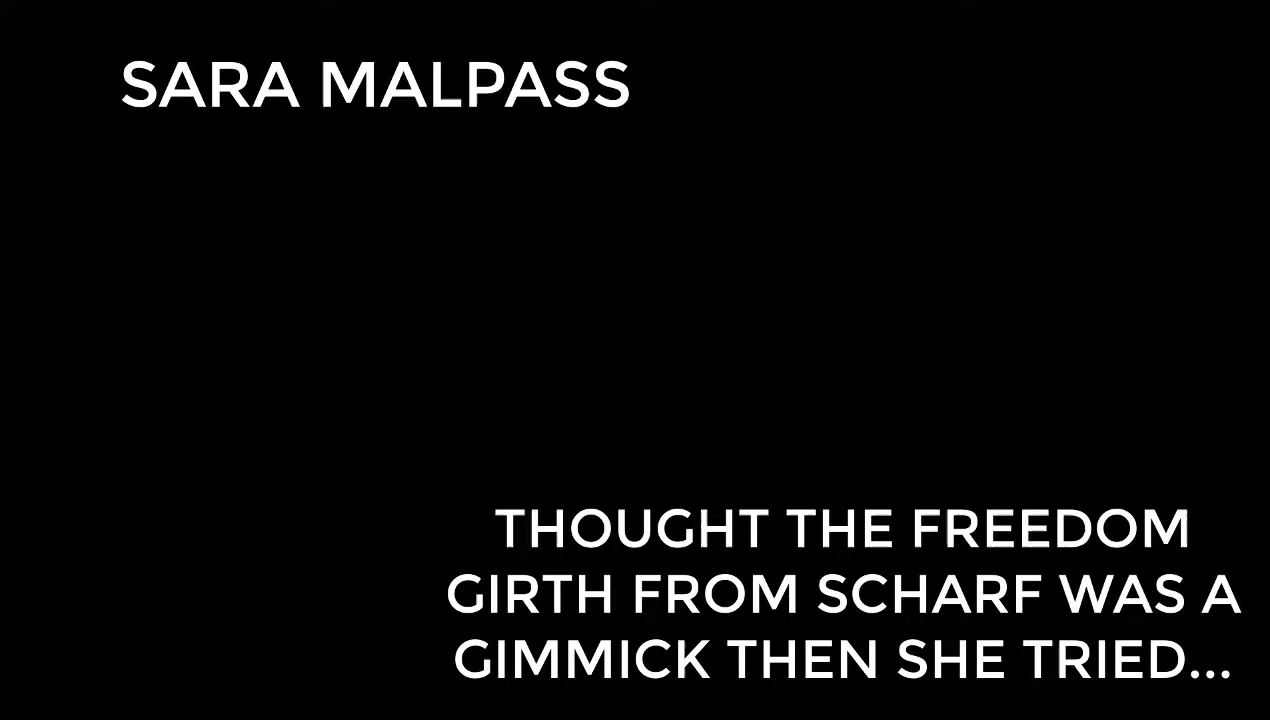 SARA MALPASS
THOUGHT THE FREEDOM
GIRTH FROM SCHARF WAS A
GIMMICK THEN SHE TRIED...